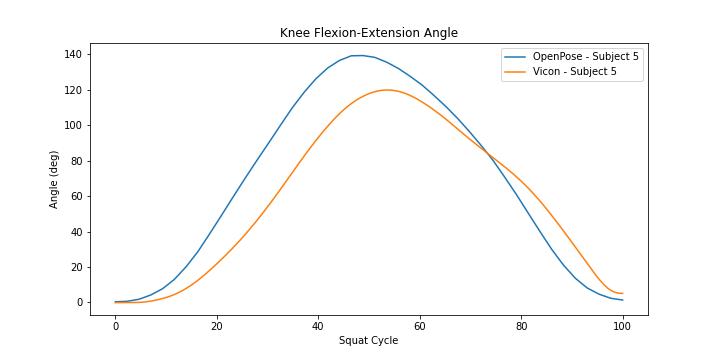 Knee Flexion-Extension Angle
OpenPose - Subject 5
Vicon - Subject 5
Angle (deg)
140
120
100
80
60
40
20
0
0 20 40 60 80 100
Squat Cycle